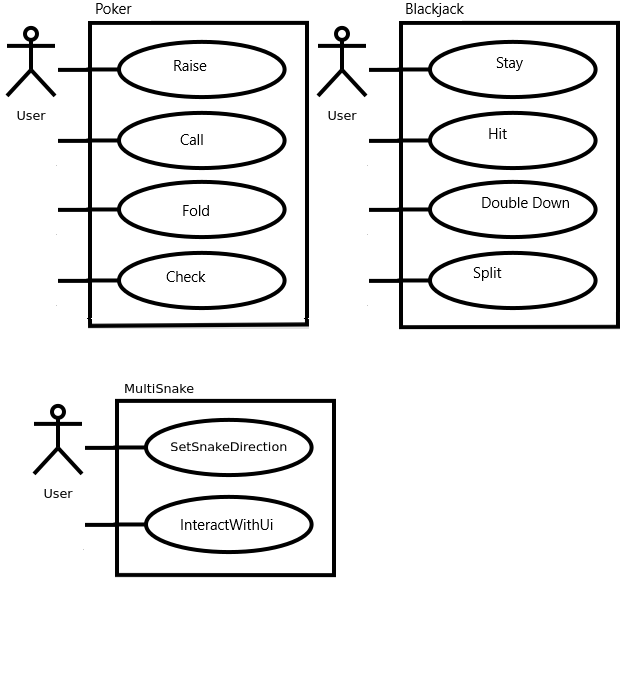 Poker
Raise
User
Call
Fold
Check
Blackjack
Stay
User
Hit
Double Down
Split
MultiSnake
SetSnakeDirection
User
InteractWithUi